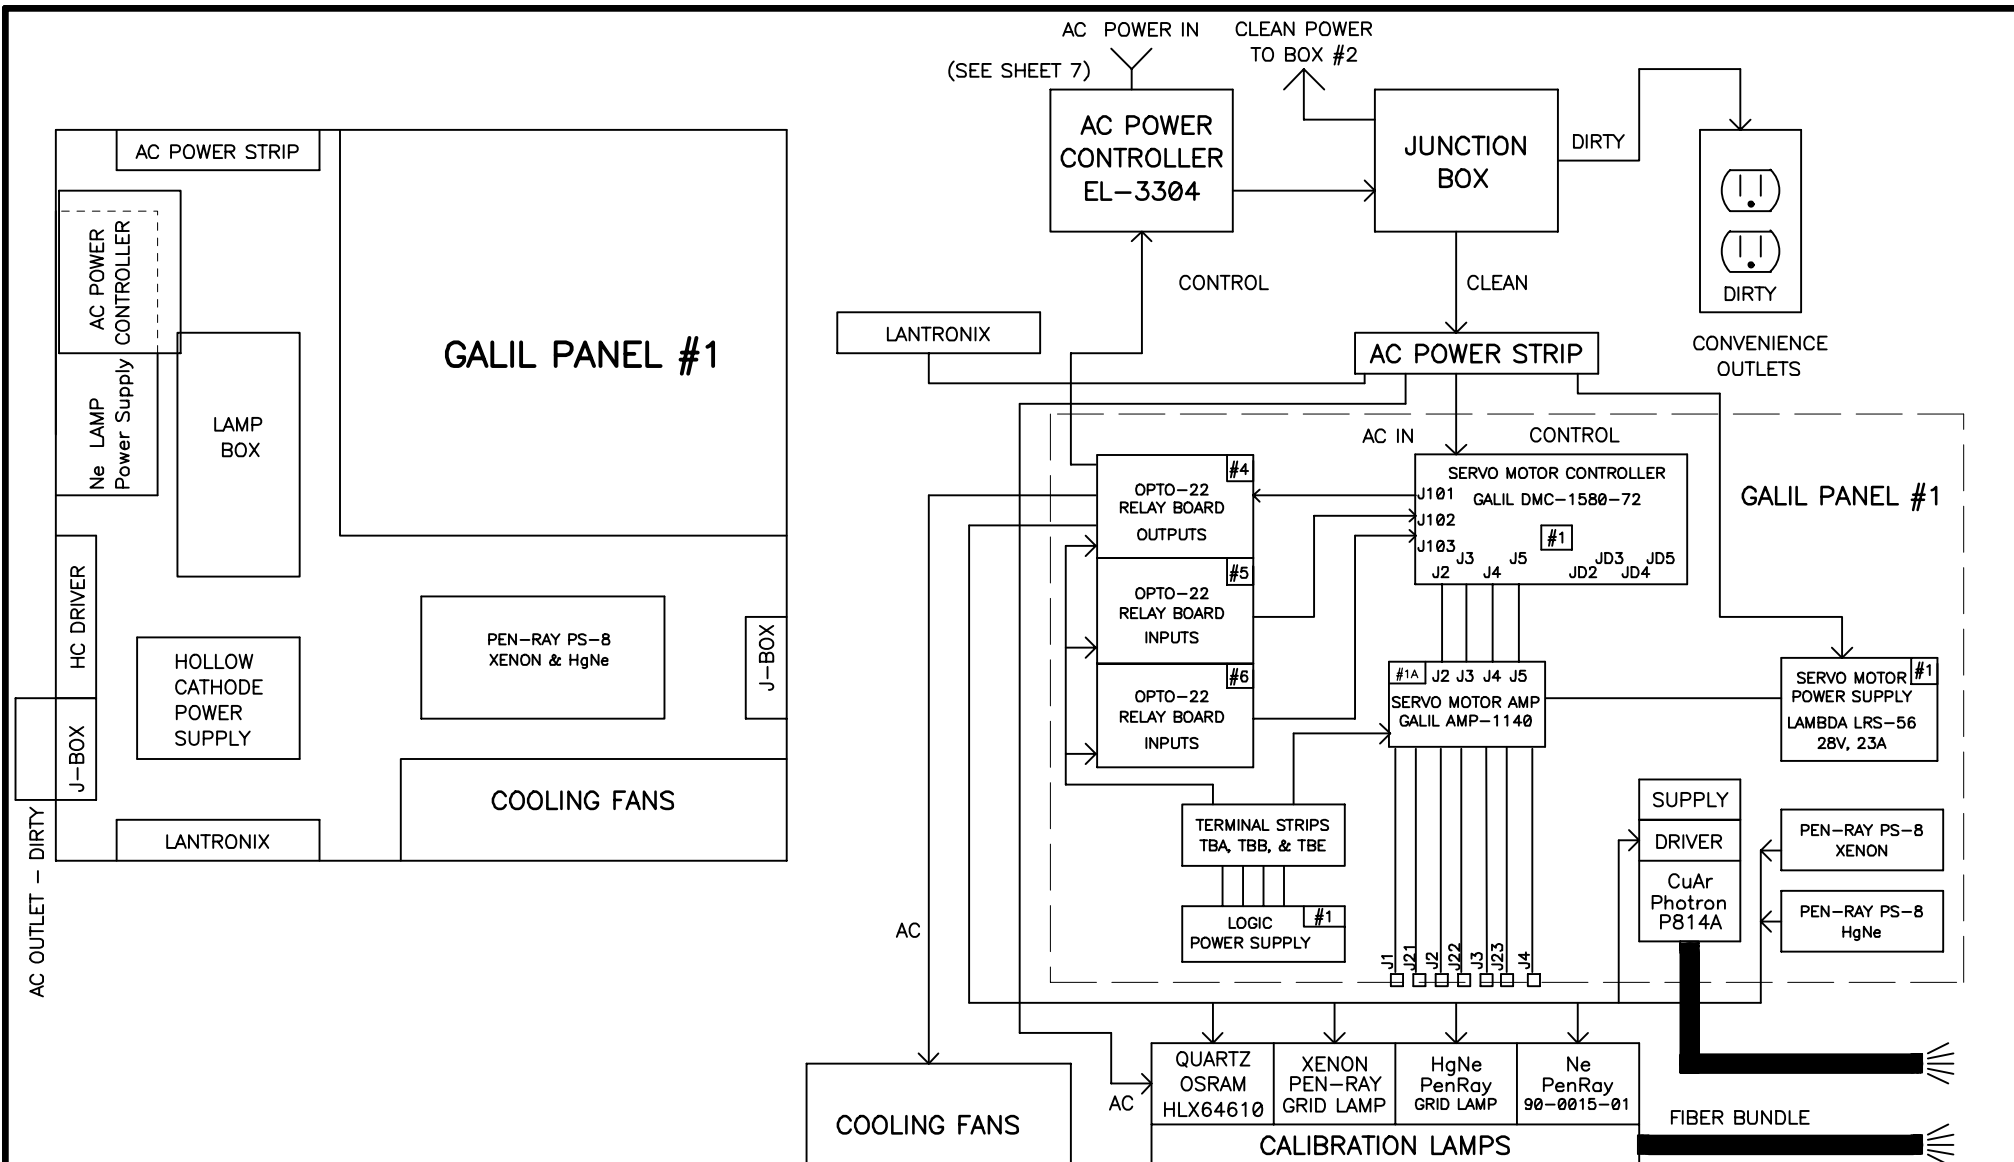 AC POWER STRIP
AC POWER
CONTROLLER
Ne LAMP
Power Supply
LAMP
BOX
GALIL PANEL #1
HC DRIVER
HOLLOW
CATHODE
POWER
SUPPLY
PEN-RAY PS-8
XENON & HgNe
J-BOX
J-BOX
COOLING FANS
LANTRONIX
AC OUTLET - DIRTY
AC POWER IN
(SEE SHEET 7)
CLEAN POWER
TO BOX #2
AC POWER
CONTROLLER
EL-3304
JUNCTION
BOX
DIRTY
DIRTY
CONVENIENCE
OUTLETS
CONTROL
CLEAN
LANTRONIX
AC POWER STRIP
AC IN
CONTROL
GALIL PANEL #1
#4
OPTO-22
RELAY BOARD
OUTPUTS
#5
OPTO-22
RELAY BOARD
INPUTS
#6
OPTO-22
RELAY BOARD
INPUTS
SERVO MOTOR CONTROLLER
GALIL DMC-1580-72
J101
J102
J103
#1
J3
J5
JD3
JD5
J2
J4
JD2
JD4
#1A
J2
J3
J4
J5
SERVO MOTOR AMP
GALIL AMP-1140
#1
SERVO MOTOR
POWER SUPPLY
LAMBDA LRS-56
28V, 23A
TERMINAL STRIPS
TBA, TBB, & TBE
#1
LOGIC
POWER SUPPLY
SUPPLY
DRIVER
CuAr
Photron
P814A
PEN-RAY PS-8
XENON
PEN-RAY PS-8
HgNe
J1
J21
J2
J22
J3
J23
J4
AC
AC
COOLING FANS
QUARTZ
OSRAM
HLX64610
XENON
PEN-RAY
GRID LAMP
HgNe
PenRay
GRID LAMP
Ne
PenRay
90-0015-01
CALIBRATION LAMPS
FIBER BUNDLE